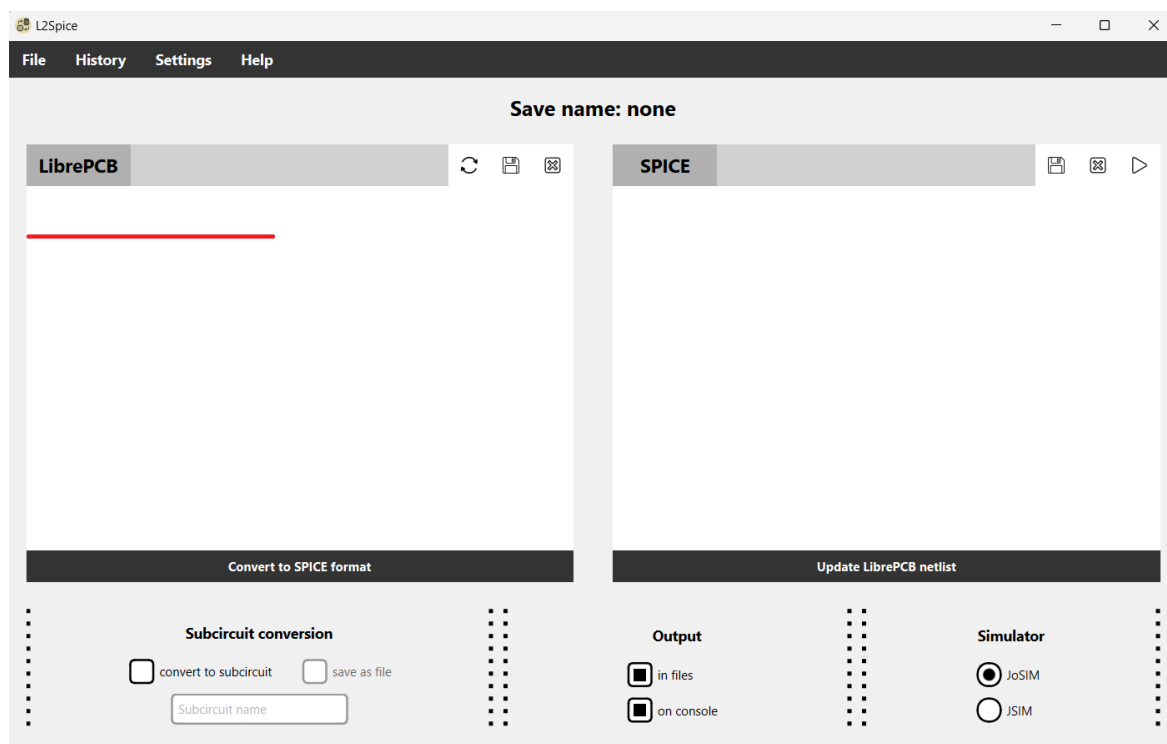 L2Spice
File History Settings Help
Save name: none
LibrePCB
SPICE
Convert to SPICE format
Update LibrePCB netlist
Subcircuit conversion
convert to subcircuit save as file
Subcircuit name
Output
in files
on console
Simulator
JoSIM
JSIM